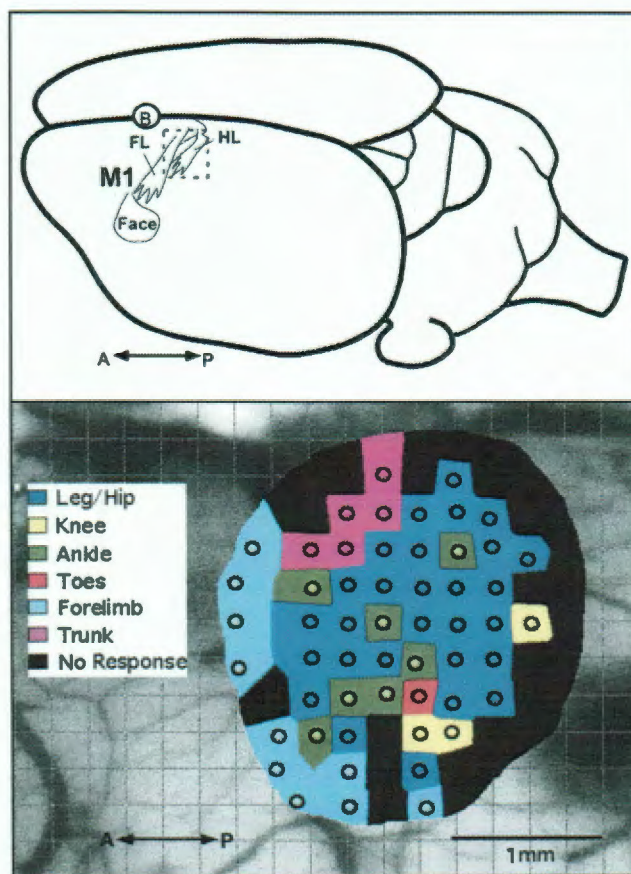 B
FL
HL
M1
Face
A
P
Leg/Hip
Knee
Ankle
Toes
Forelimb
Trunk
No Response
A
P
1mm